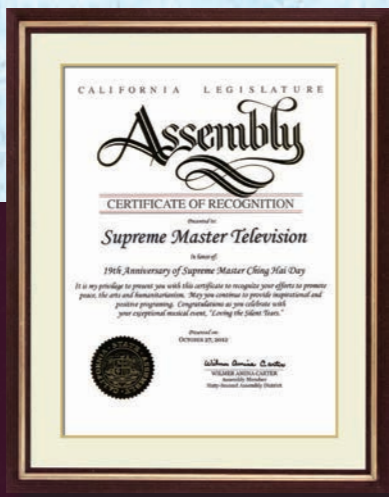 CALIFORNIA LEGISLATURE
Assembly
CERTIFICATE OF RECOGNITION
Presented to:
Supreme Master Television
In honor of:
19th Anniversary of Supreme Master Ching Hai Day
It is my privilege to present you with this certificate to recognize your efforts to promote
peace, the arts and humanitarianism. May you continue to provide inspirational and
positive programing. Congratulations as you celebrate with
your exceptional musical event, "Loving the Silent Tears."
Presented on:
OCTOBER 27, 2012
Wilmer Amina Carter
WILMER AMINA CARTER
Assembly Member
Sixty-Second Assembly District